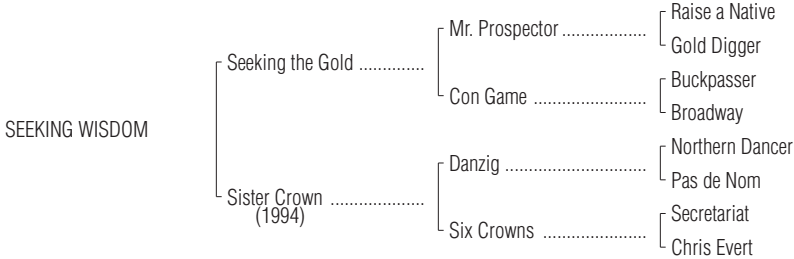 Raise a Native
Mr. Prospector ..................
Gold Digger
Seeking the Gold ..............
Buckpasser
Con Game ........................
Broadway
SEEKING WISDOM
Northern Dancer
Danzig ..............................
Pas de Nom
Sister Crown ....................
(1994)
Secretariat
Six Crowns ......................
Chris Evert